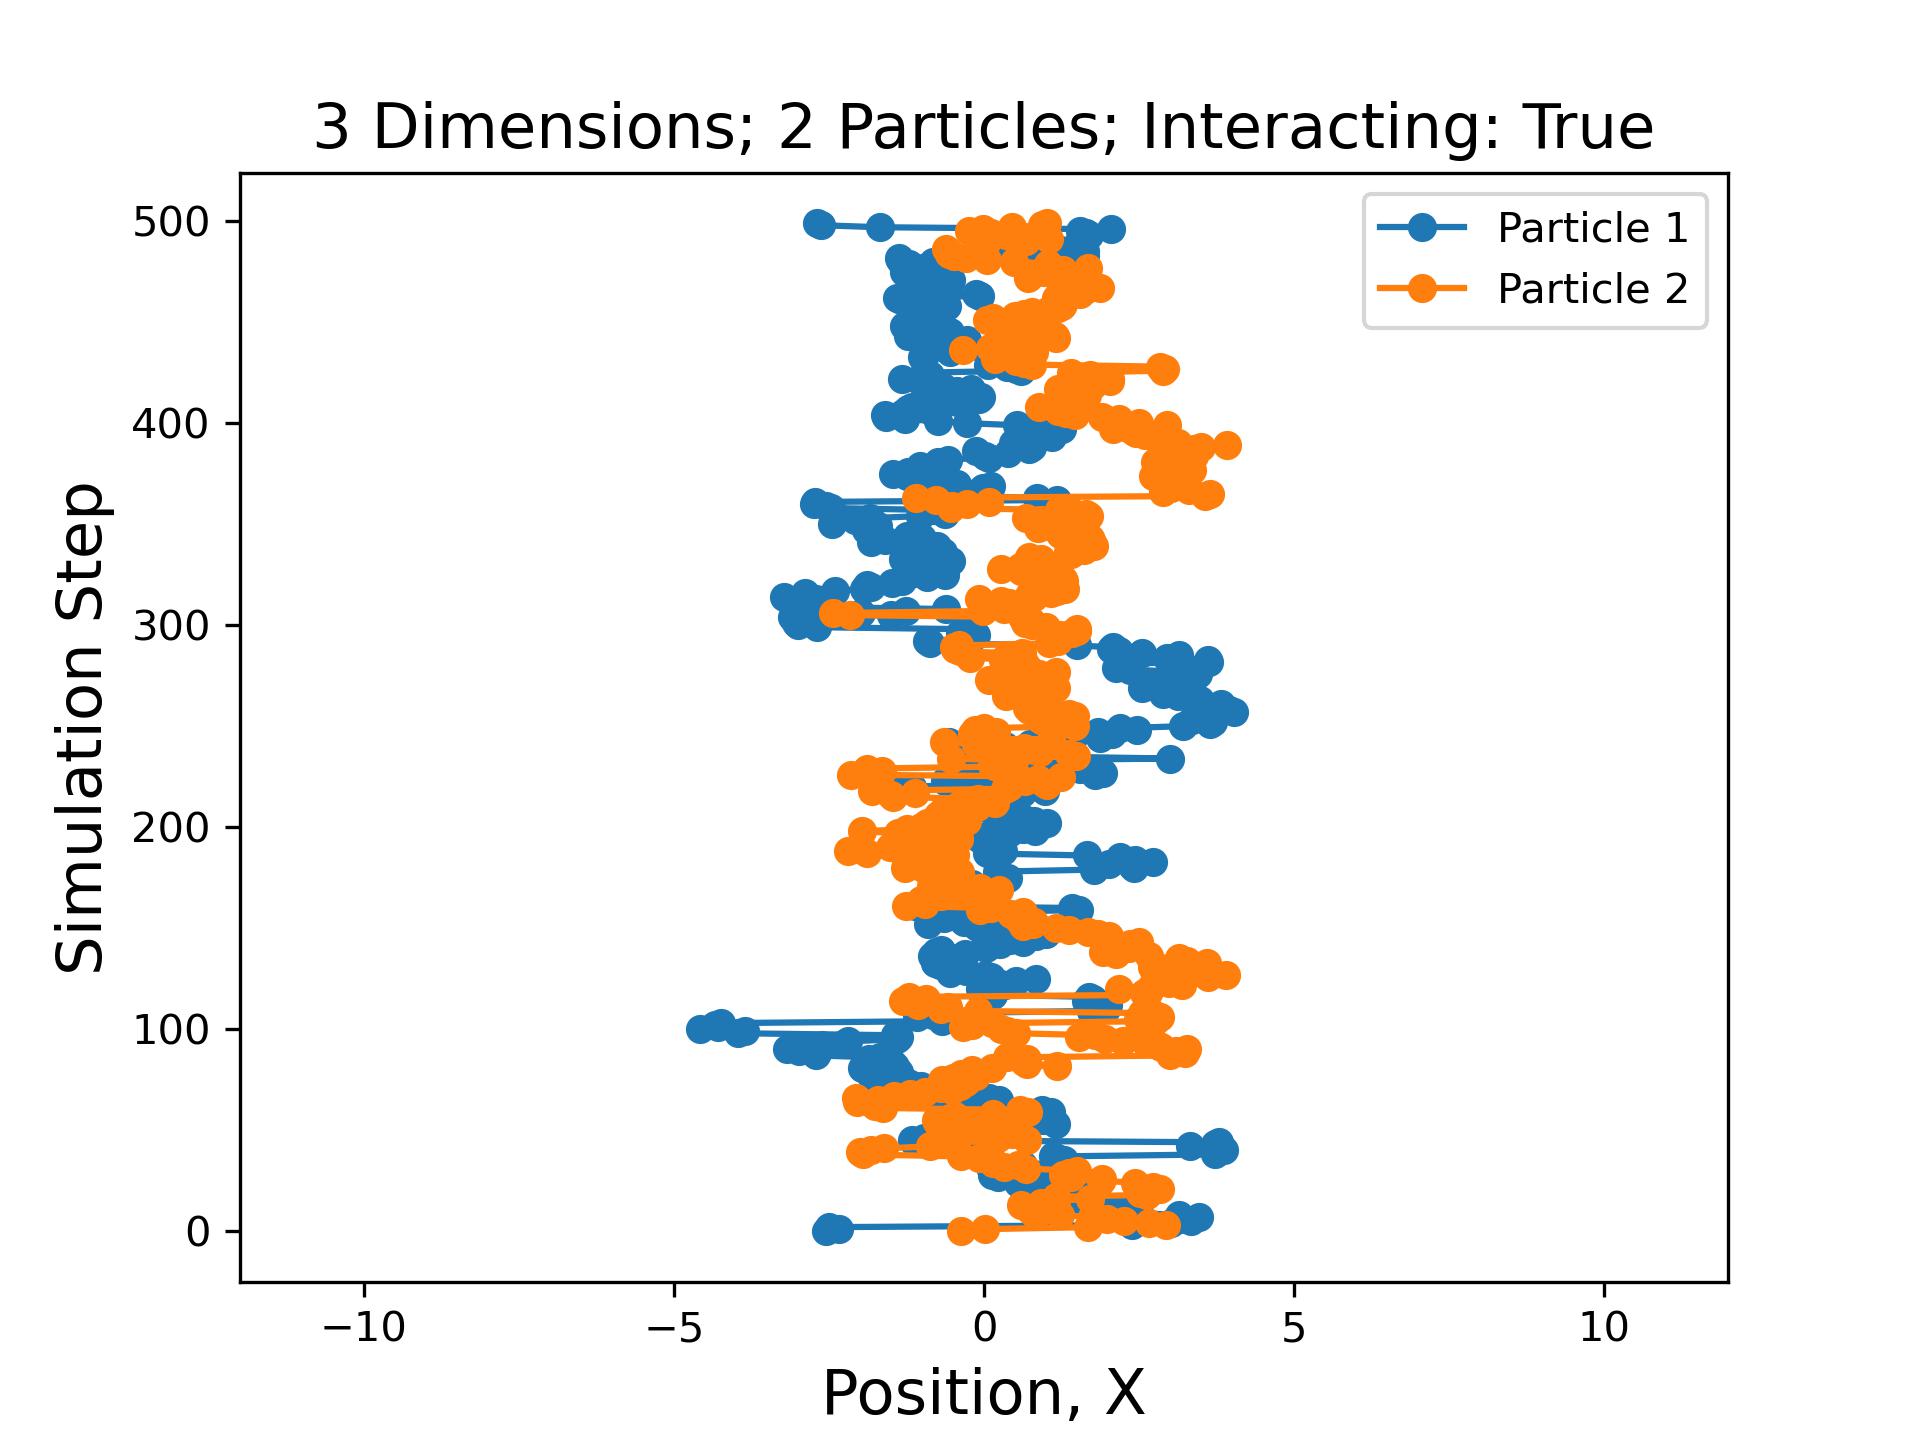 3 Dimensions; 2 Particles; Interacting: True
Particle 1
Particle 2
500
400
300
200
100
0
Simulation Step
−10
−5
0
5
10
Position, X